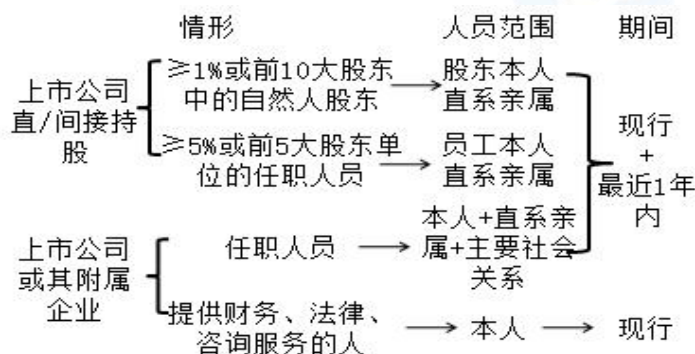 情形 人员范围 期间
上市公司
直/间接持
股
≥1%或前10大股东
中的自然人股东
股东本人
直系亲属
≥5%或前5大股东单
位的任职人员
员工本人
直系亲属
现行
+
最近1年
内
上市公司
或其附属
企业
任职人员
本人+直系亲
属+主要社会
关系
提供财务、法律、
咨询服务的人
本人
现行